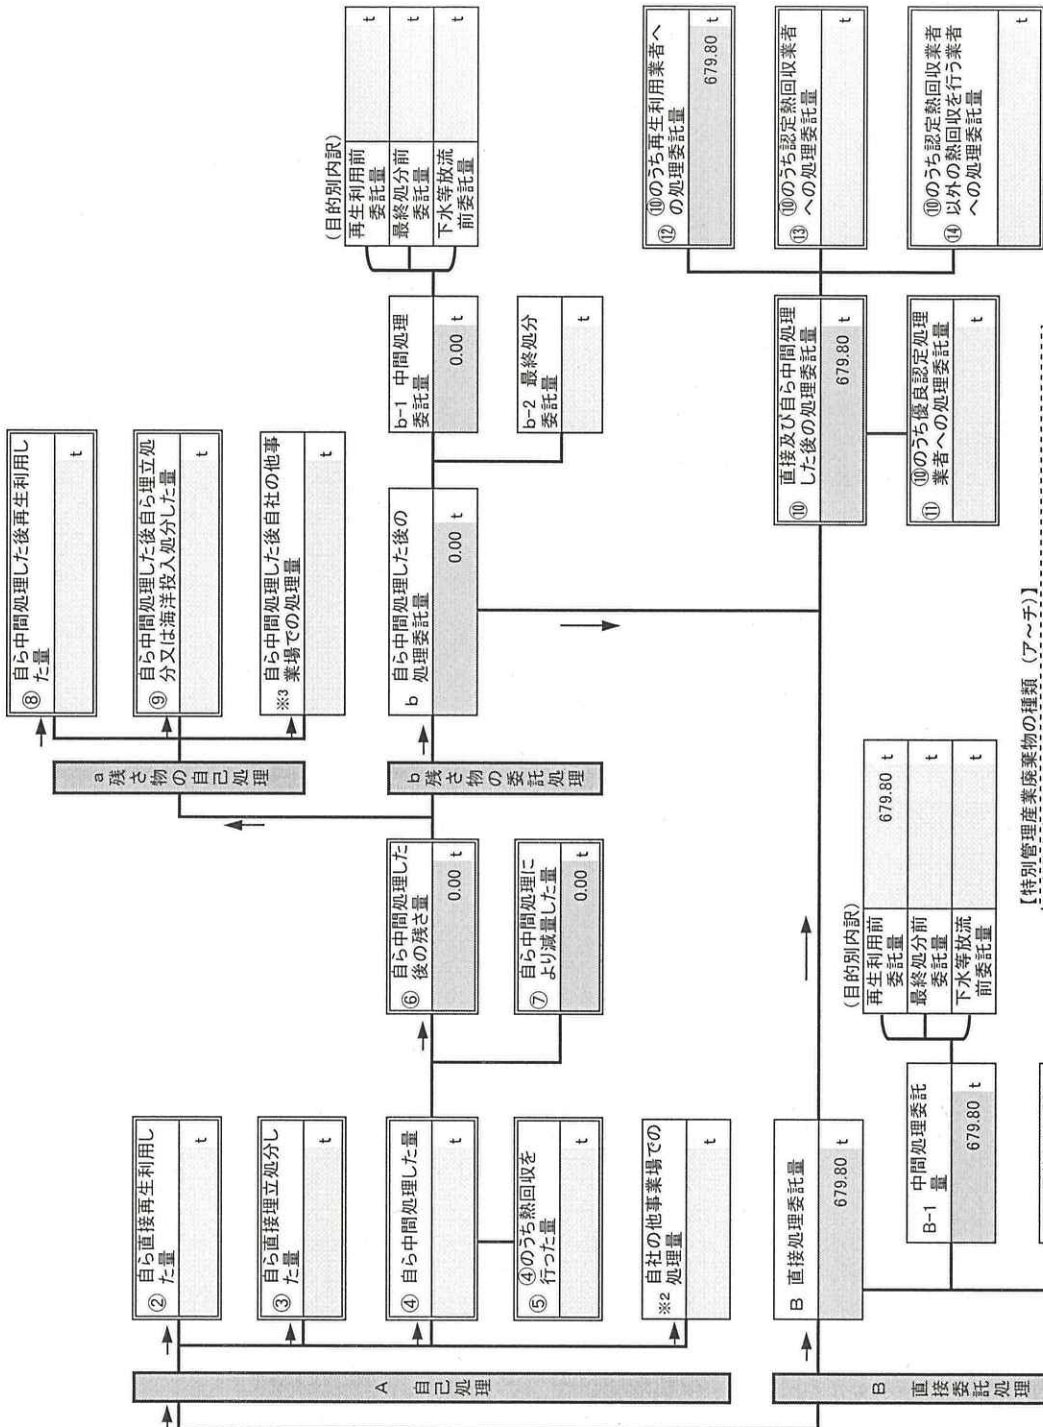 A 自己処理
② 自ら直接再生利用し
た量
t
③ 自ら直接埋立処分し
た量
t
④ 自ら中間処理した量
t
⑤ ④のうち熱回収を
行った量
t
※2 自社の他事業場での
処理量
t
⑥ 自ら中間処理した
後の残さ量
0.00 t
⑦ 自ら中間処理に
より減量した量
0.00 t
a 残さ物の自己処理
⑧ 自ら中間処理した後再生利用し
た量
t
⑨ 自ら中間処理した後自ら埋立処
分又は海洋投入処分した量
t
※3 自ら中間処理した後自社の他事
業場での処理量
t
b 残さ物の委託処理
b 自ら中間処理した後の
処理委託量
0.00 t
b-1 中間処理
委託量
0.00 t
b-2 最終処分
委託量
t
(目的別内訳)
再生利用前
委託量
t
最終処分前
委託量
t
下水等放流
前委託量
t
B 直接委託処理
B 直接処理委託量
679.80 t
B-1 中間処理委託
量
679.80 t
(目的別内訳)
再生利用前
委託量
679.80 t
最終処分前
委託量
t
下水等放流
前委託量
t
⑩ 直接及び自ら中間処理
した後の処理委託量
679.80 t
⑪ ⑩のうち優良認定処理
業者への処理委託量
t
⑫ ⑩のうち再生利用業者へ
の処理委託量
679.80 t
⑬ ⑩のうち認定熱回収業者
への処理委託量
t
⑭ ⑩のうち認定熱回収業者
以外の熱回収を行う業者
への処理委託量
t
【特別管理産業廃棄物の種類(ア~チ)】